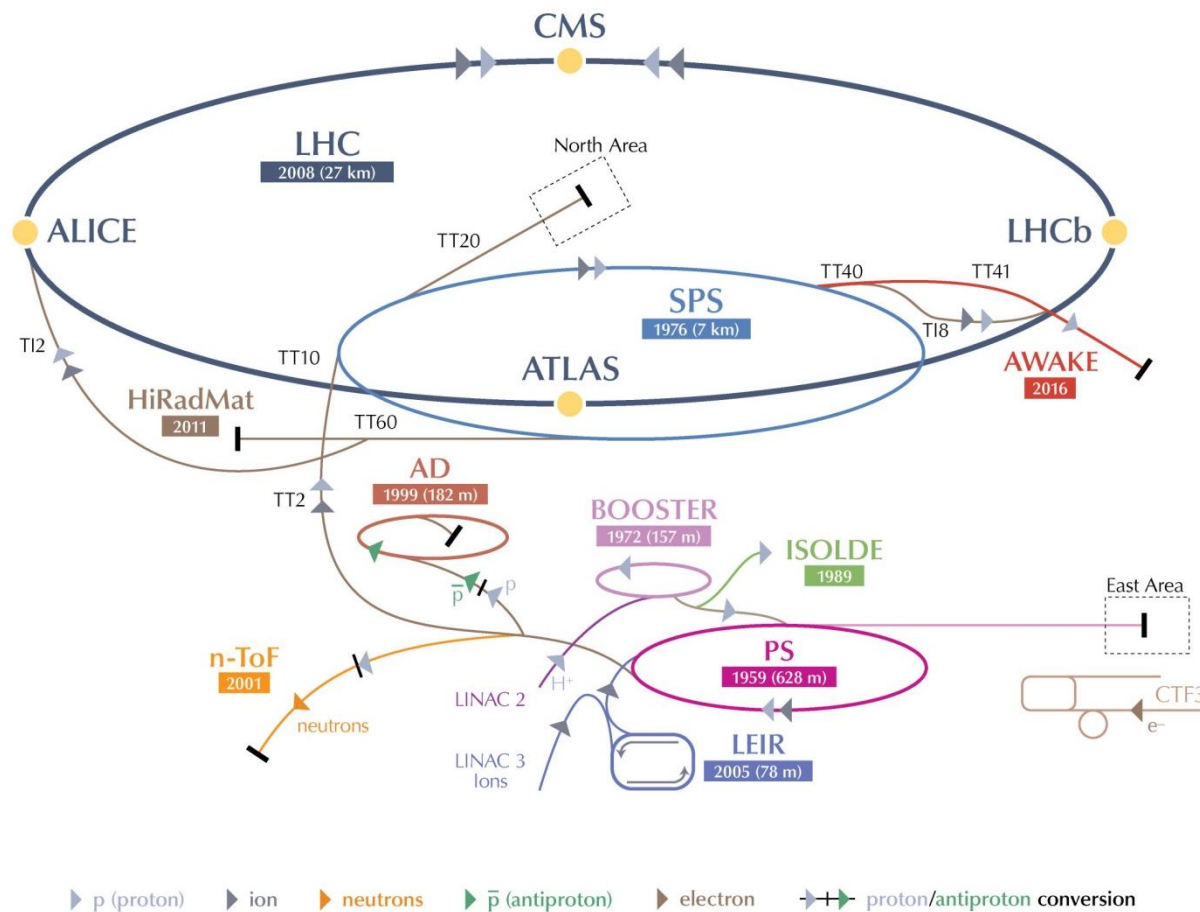 CMS
LHC
2008 (27 km)
North Area
ALICE
TT20
LHCb
TT40
TT41
SPS
1976 (7 km)
TI2
TI8
TT10
ATLAS
AWAKE
2016
HiRadMat
2011
TT60
AD
1999 (182 m)
TT2
BOOSTER
1972 (157 m)
ISOLDE
1989
p̅
p
East Area
n-ToF
2001
PS
1959 (628 m)
LINAC 2
H⁺
neutrons
CTF3
e⁻
LEIR
2005 (78 m)
LINAC 3
Ions
p (proton)
ion
neutrons
p̅ (antiproton)
electron
proton/antiproton conversion